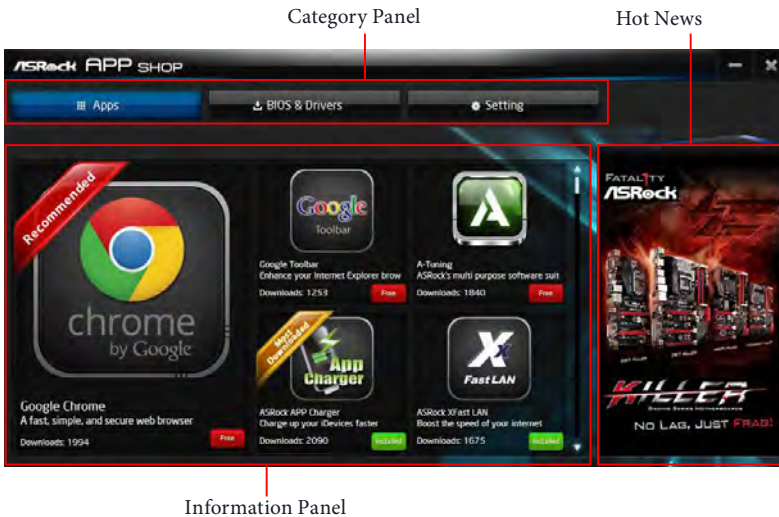 Category Panel
Hot News
ASRock APP SHOP
Apps
BIOS & Drivers
Setting
Recommended
chrome
by Google
Google Chrome
A fast, simple, and secure web browser
Downloads: 1994
Free
Google
Toolbar
Google Toolbar
Enhance your Internet Explorer brow
Downloads: 1253
Free
A-Tuning
ASRock's multi purpose software suit
Downloads: 1840
Free
Most Downloaded
App
Charger
ASRock APP Charger
Charge up your iDevices faster
Downloads: 2090
Installed
Fast LAN
ASRock XFast LAN
Boost the speed of your internet
Downloads: 1675
Installed
FATAL1TY
ASRock
KILLER
NO LAG, JUST FRAG!
Information Panel